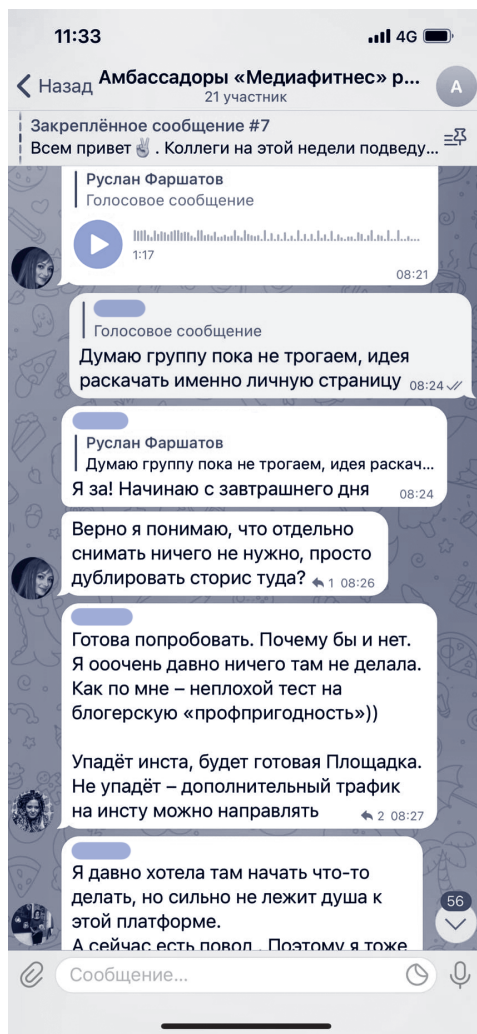 11:33
4G
Назад
Амбассадоры «Медиафитнес» р...
21 участник
А
Закреплённое сообщение #7
Всем привет✌🏻. Коллеги на этой недели подведу...
Руслан Фаршатов
Голосовое сообщение
1:17
08:21
Голосовое сообщение
Думаю группу пока не трогаем, идея
раскачать именно личную страницу 08:24
Руслан Фаршатов
Думаю группу пока не трогаем, идея раскач...
Я за! Начинаю с завтрашнего дня 08:24
Верно я понимаю, что отдельно
снимать ничего не нужно, просто
дублировать сторис туда? 1 08:26
Готова попробовать. Почему бы и нет.
Я ооочень давно ничего там не делала.
Как по мне – неплохой тест на
блогерскую «профпригодность»))
Упадёт инста, будет готовая Площадка.
Не упадёт – дополнительный трафик
на инсту можно направлять 2 08:27
Я давно хотела там начать что-то
делать, но сильно не лежит душа к
этой платформе.
А сейчас есть повод . Поэтому я тоже
56
Сообщение...